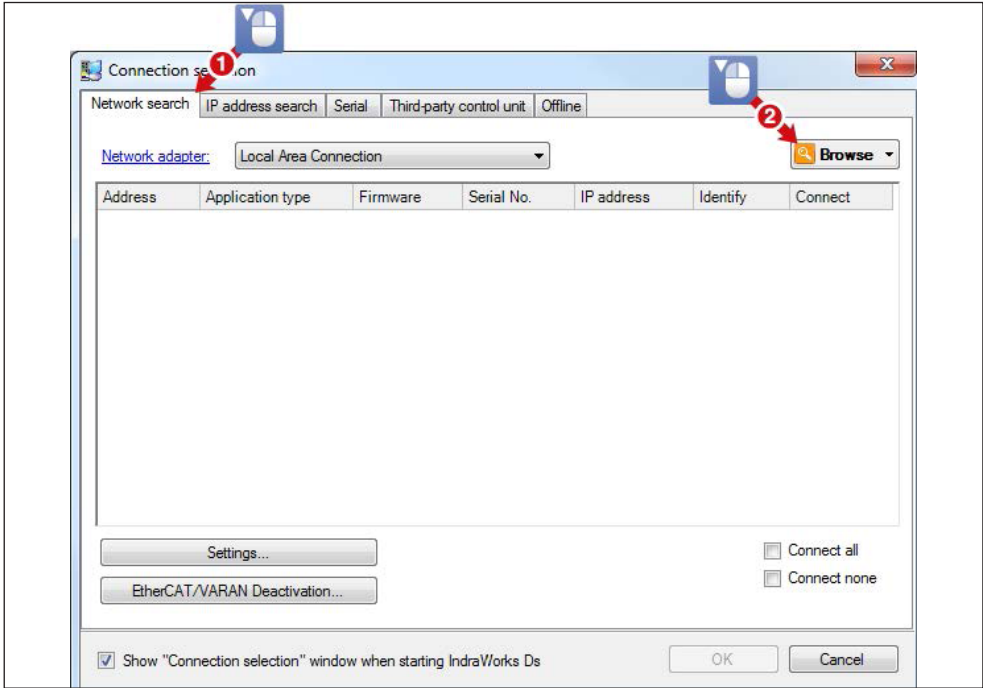 1
Connection se on
2
Network search IP address search Serial Third-party control unit Offline
Network adapter: Local Area Connection Browse
Address Application type Firmware Serial No. IP address Identify Connect
Settings... Connect all
EtherCAT/VARAN Deactivation... Connect none
Show "Connection selection" window when starting IndraWorks Ds OK Cancel